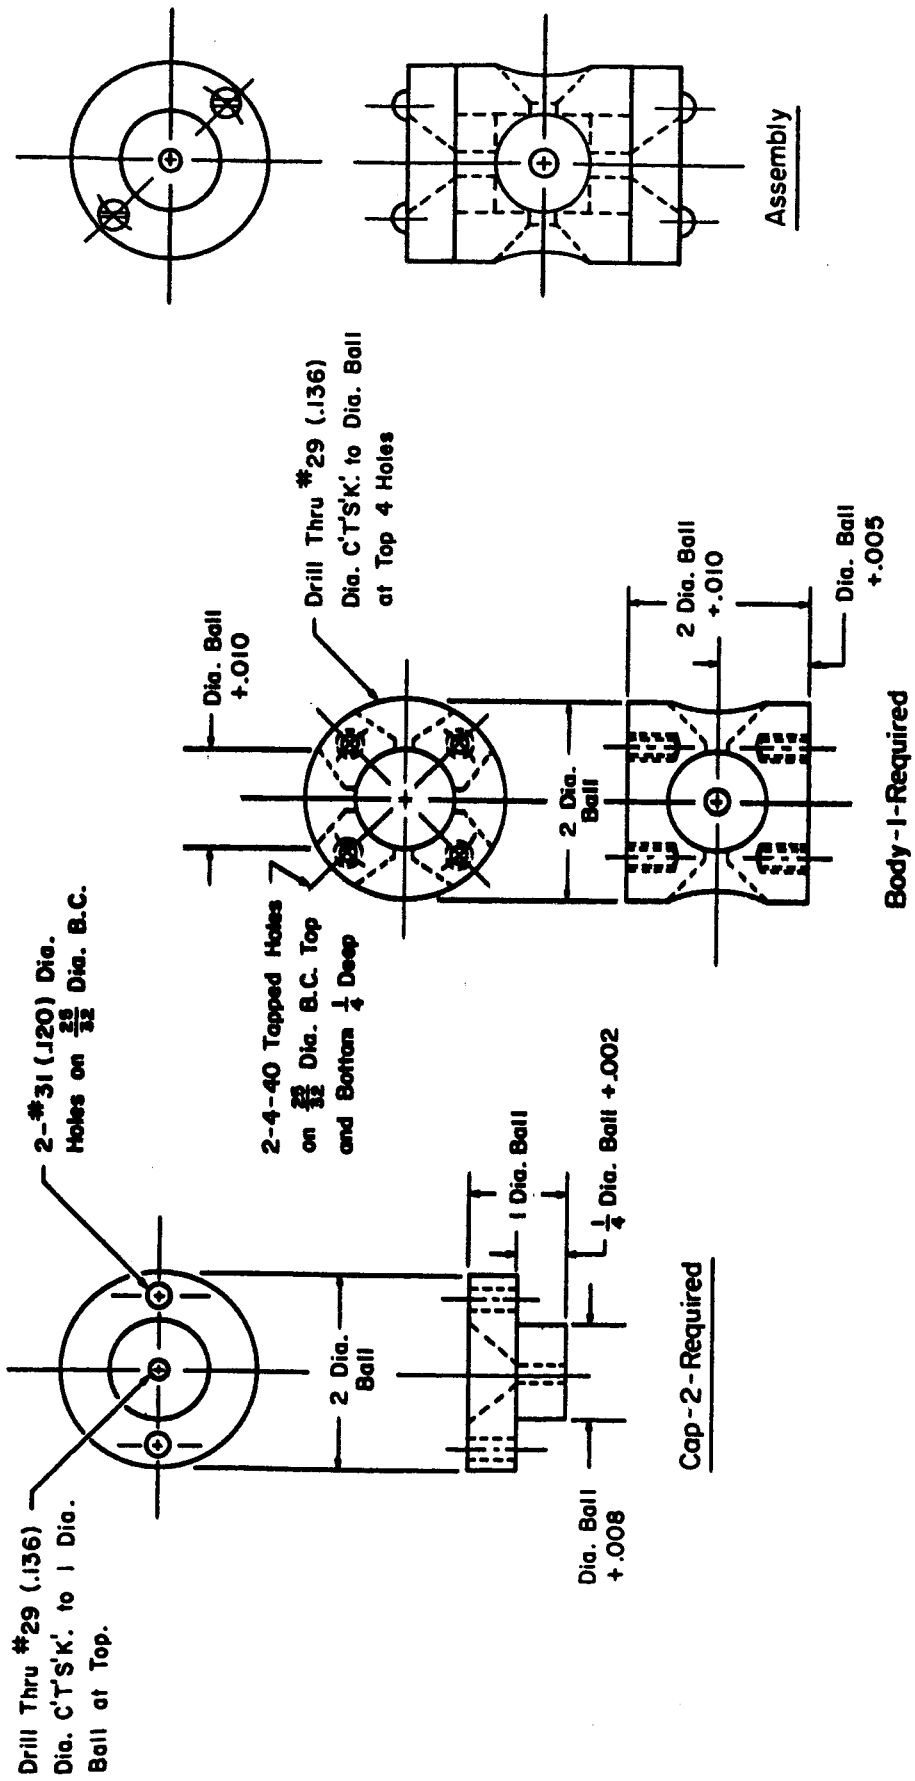 Drill Thru #29 (.136)
Dia. C'T'S'K'. to 1 Dia.
Ball at Top.
2-#31 (.120) Dia.
Holes on 25/32 Dia. B.C.
2 Dia.
Ball
1 Dia. Ball
1/4 Dia. Ball +.002
Dia. Ball
+.008
Cap-2-Required
2-4-40 Tapped Holes
on 25/32 Dia. B.C. Top
and Bottom 1/4 Deep
Dia. Ball
+.010
Drill Thru #29 (.136)
Dia. C'T'S'K'. to Dia. Ball
at Top 4 Holes
2 Dia.
Ball
2 Dia. Ball
+.010
Dia. Ball
+.005
Body-1-Required
Assembly